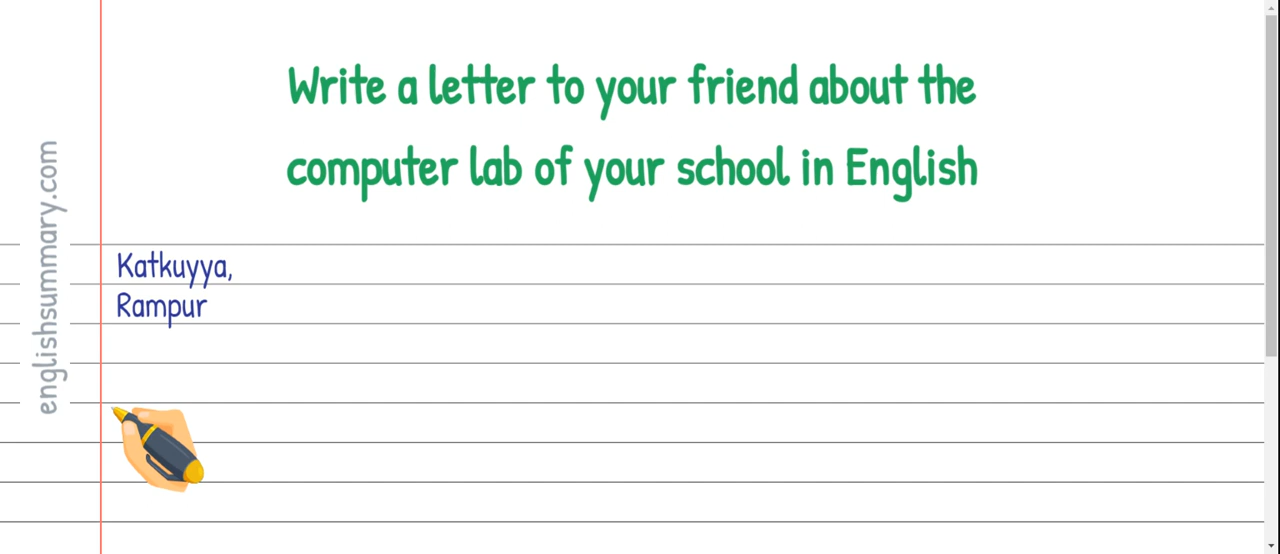 Write a letter to your friend about the
computer lab of your school in English
englishsummary.com
Katkuyya,
Rampur